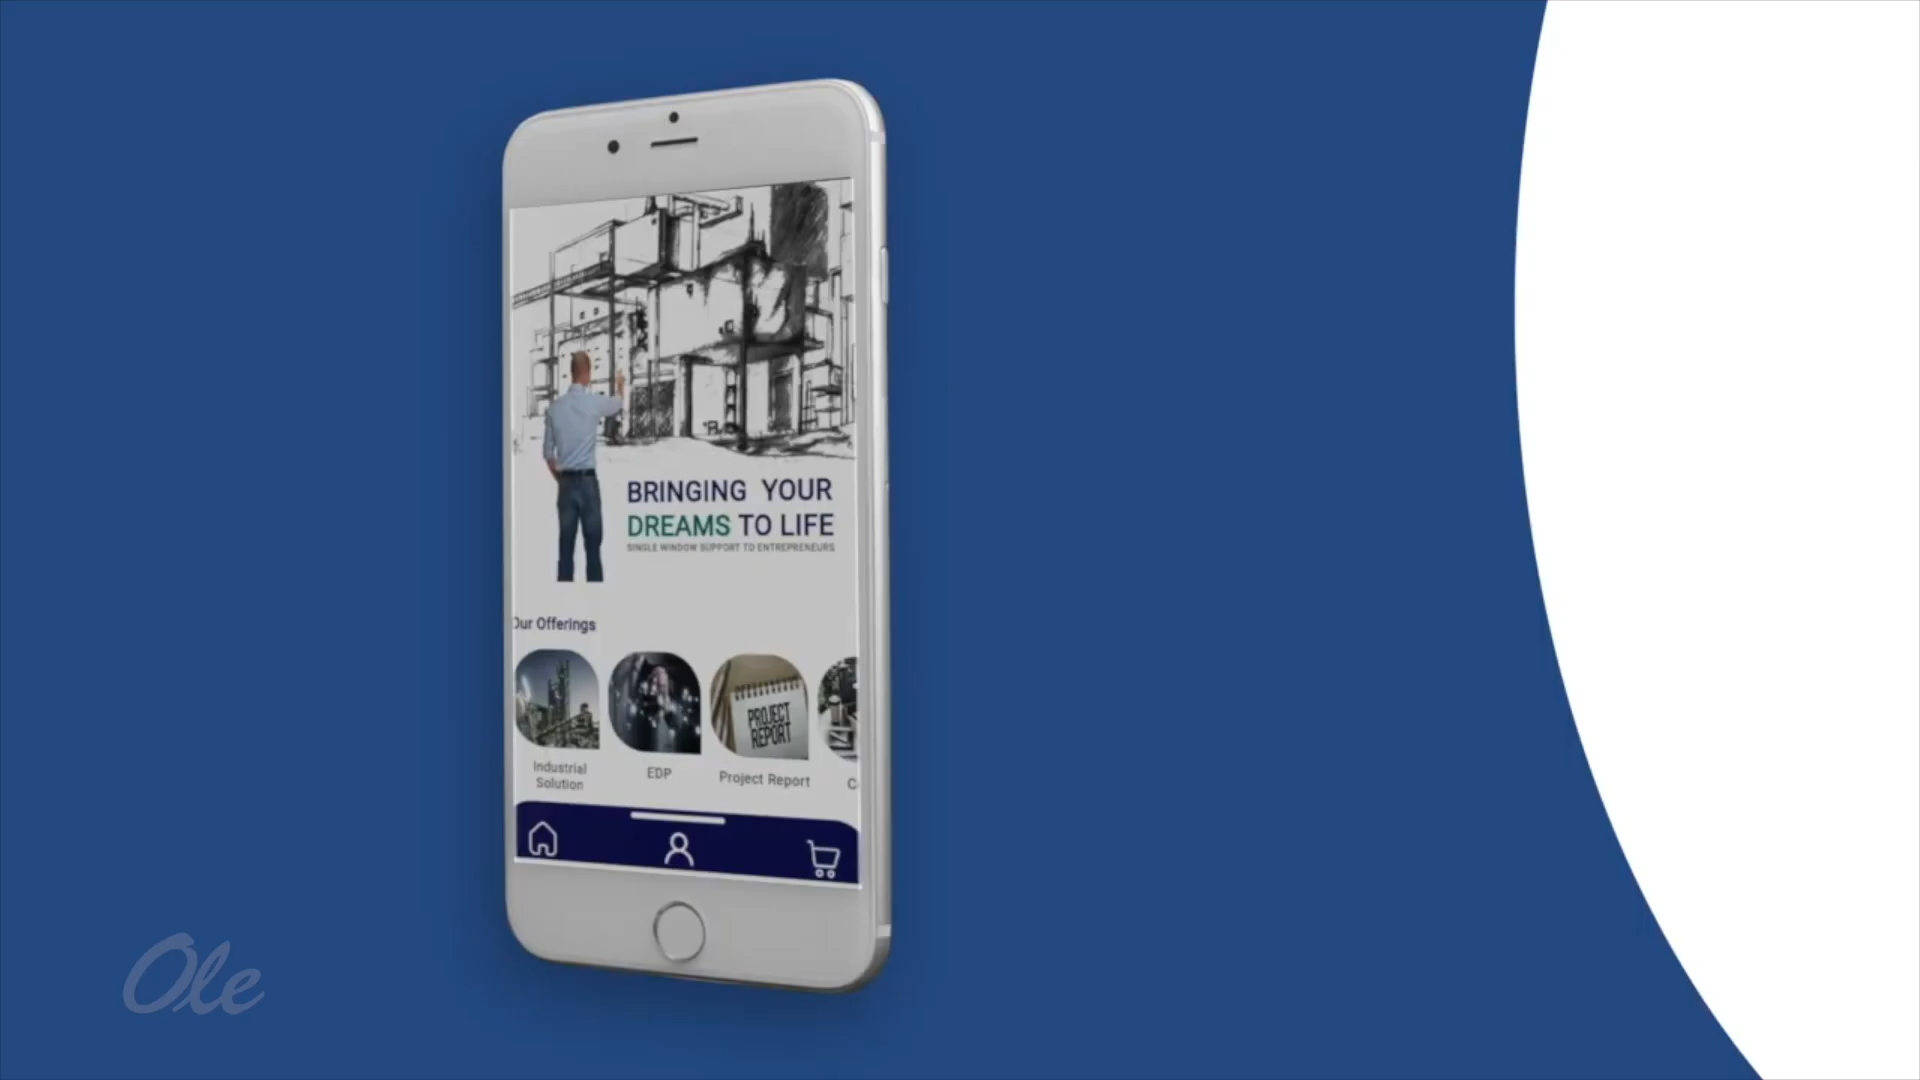 BRINGING YOUR
DREAMS TO LIFE
SINGLE WINDOW SUPPORT TO ENTREPRENEURS
Our Offerings
PROJECT
REPORT
Industrial
Solution
EDP
Project Report
C
Ole